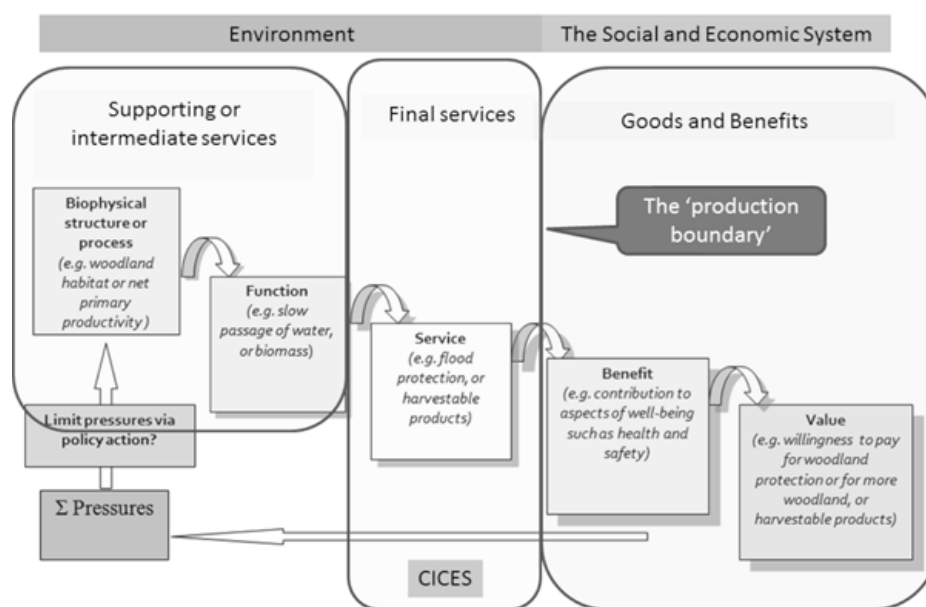 Environment
The Social and Economic System
Supporting or
intermediate services
Final services
Goods and Benefits
The 'production
boundary'
Biophysical
structure or
process
(e.g. woodland
habitat or net
primary
productivity )
Function
(e.g. slow
passage of water,
or biomass)
Service
(e.g. flood
protection, or
harvestable
products)
Benefit
(e.g. contribution to
aspects of well-being
such as health and
safety)
Value
(e.g. willingness to pay
for woodland
protection or for more
woodland, or
harvestable products)
Limit pressures via
policy action?
Σ Pressures
CICES